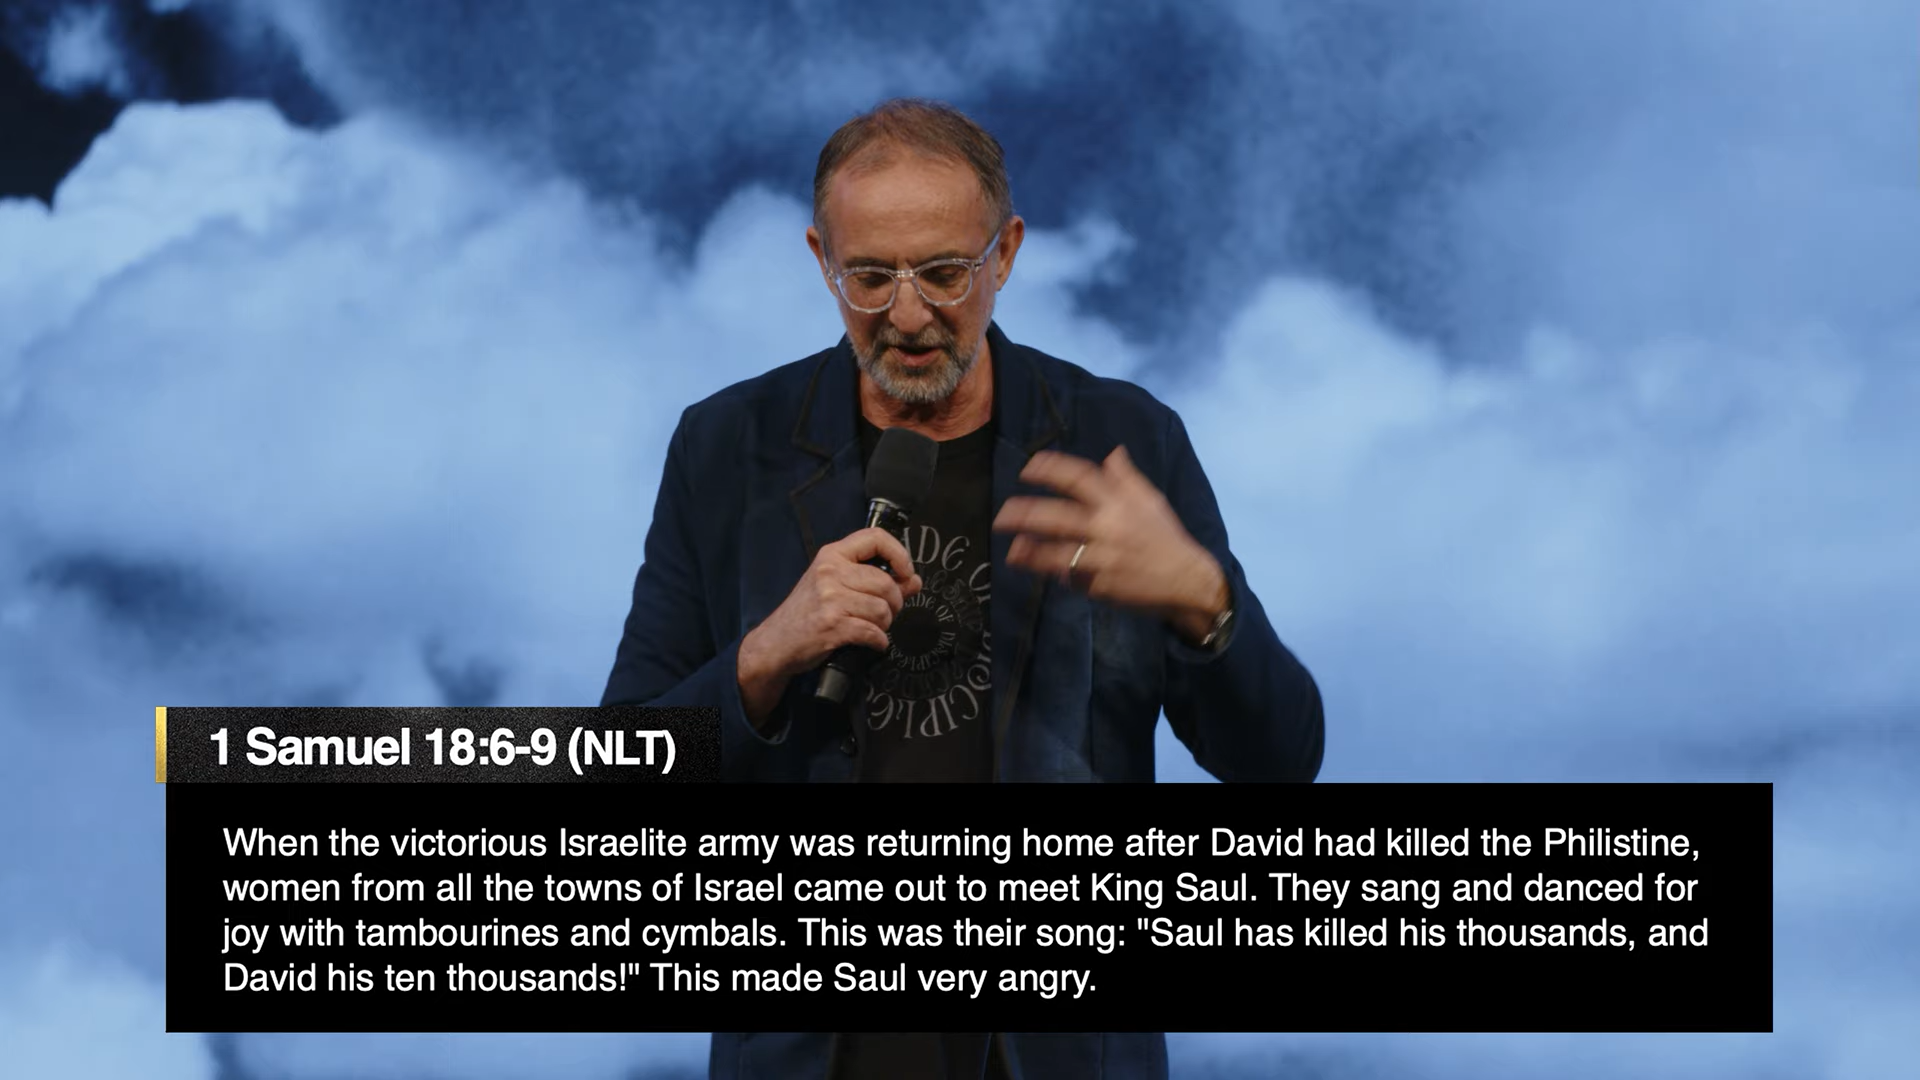 1 Samuel 18:6-9 (NLT)
When the victorious Israelite army was returning home after David had killed the Philistine,
women from all the towns of Israel came out to meet King Saul. They sang and danced for
joy with tambourines and cymbals. This was their song: "Saul has killed his thousands, and
David his ten thousands!" This made Saul very angry.